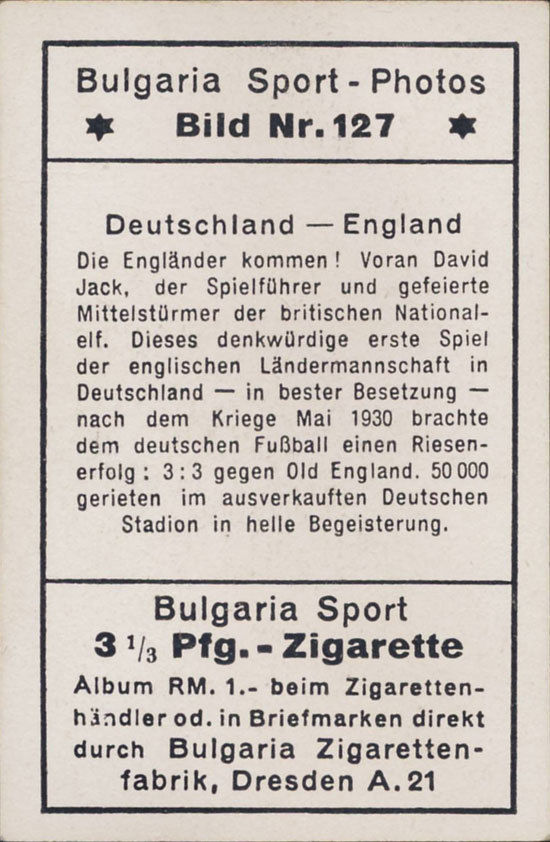 Bulgaria Sport - Photos
Bild Nr. 127
Deutschland — England
Die Engländer kommen! Voran David
Jack, der Spielführer und gefeierte
Mittelstürmer der britischen National-
elf. Dieses denkwürdige erste Spiel
der englischen Ländermannschaft in
Deutschland — in bester Besetzung —
nach dem Kriege Mai 1930 brachte
dem deutschen Fußball einen Riesen-
erfolg: 3:3 gegen Old England. 50 000
gerieten im ausverkauften Deutschen
Stadion in helle Begeisterung.
Bulgaria Sport
3 1/3 Pfg. - Zigarette
Album RM. 1.- beim Zigaretten-
händler od. in Briefmarken direkt
durch Bulgaria Zigaretten-
fabrik, Dresden A. 21